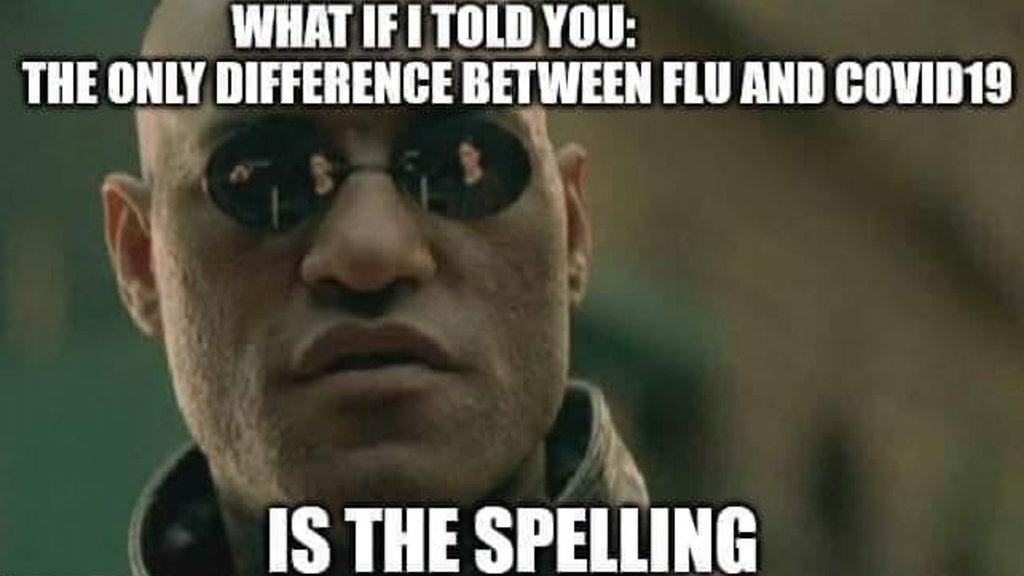 WHAT IF I TOLD YOU:
THE ONLY DIFFERENCE BETWEEN FLU AND COVID19
IS THE SPELLING